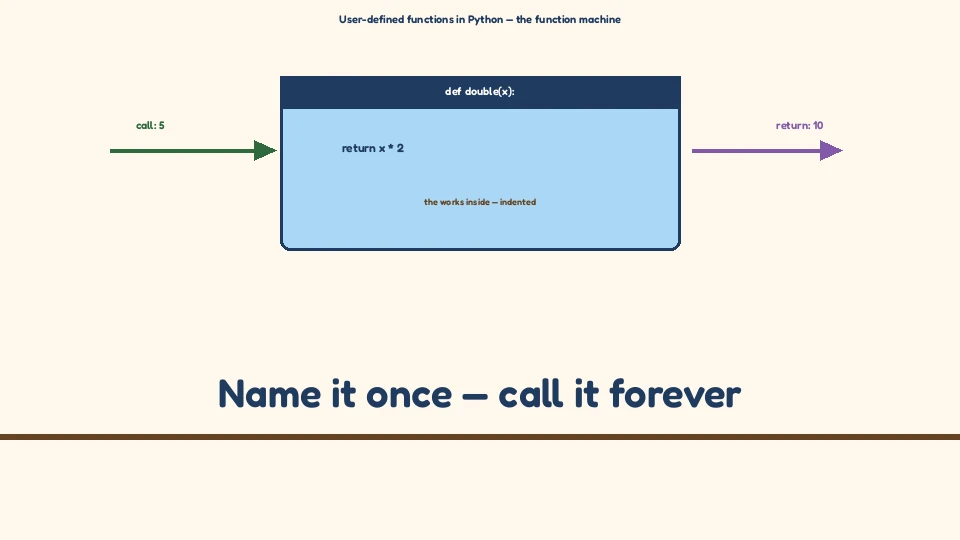 User-defined functions in Python — the function machine
def double(x):
call: 5
return: 10
return x * 2
the works inside — indented
Name it once — call it forever